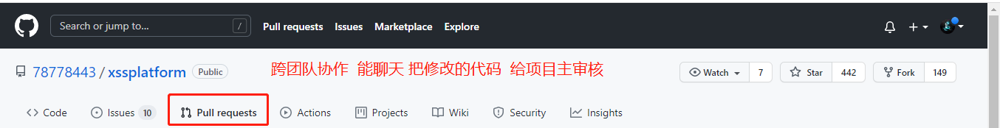 Search or jump to... / Pull requests Issues Marketplace Explore
78778443 / xssplatform Public 跨团队协作 能聊天 把修改的代码 给项目主审核 Watch 7 Star 442 Fork 149
Code Issues 10 Pull requests Actions Projects Wiki Security Insights